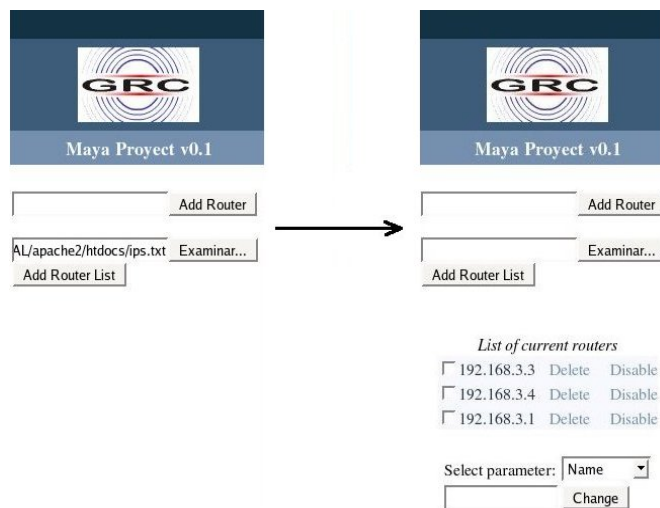 GRC
Maya Proyect v0.1
Add Router
AL/apache2/htdocs/ips.txt Examinar...
Add Router List
GRC
Maya Proyect v0.1
Add Router
Examinar...
Add Router List
List of current routers
192.168.3.3 Delete Disable
192.168.3.4 Delete Disable
192.168.3.1 Delete Disable
Select parameter: Name
Change